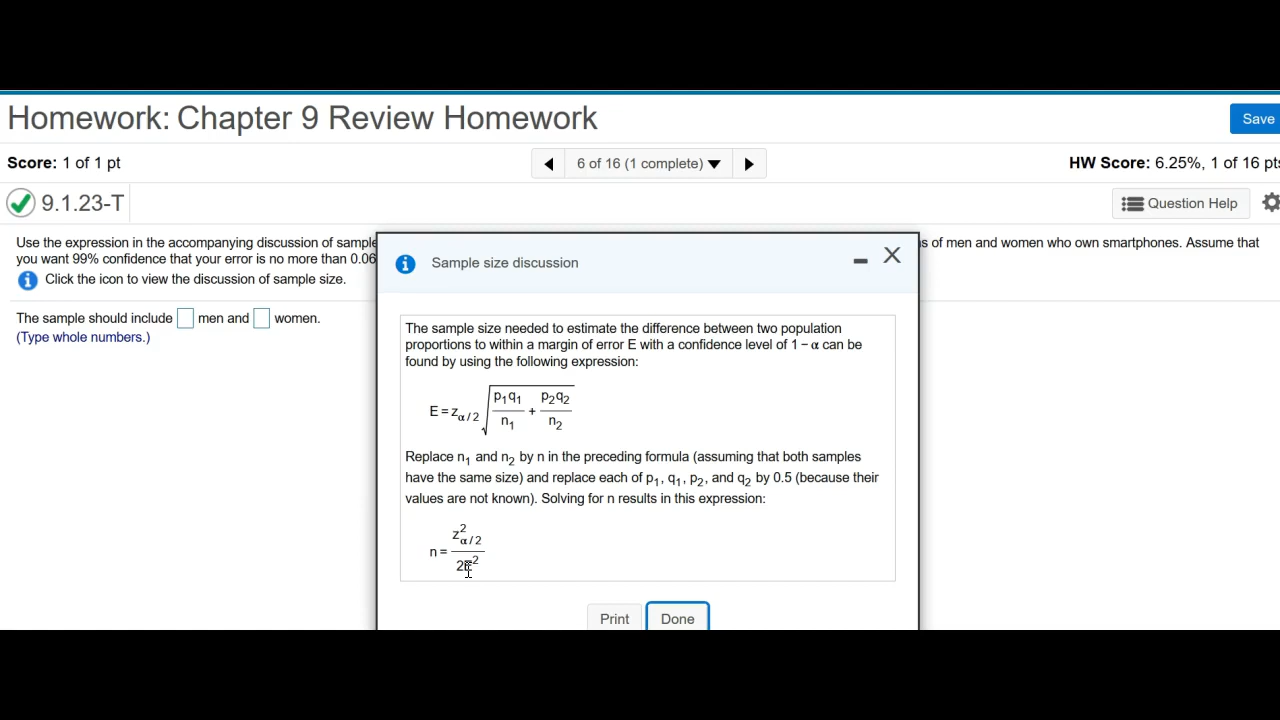 Homework: Chapter 9 Review Homework
Save
Score: 1 of 1 pt
6 of 16 (1 complete)
HW Score: 6.25%, 1 of 16 pts
9.1.23-T
Question Help
Use the expression in the accompanying discussion of sample
s of men and women who own smartphones. Assume that
you want 99% confidence that your error is no more than 0.06
Click the icon to view the discussion of sample size.
The sample should include men and women.
(Type whole numbers.)
Sample size discussion
The sample size needed to estimate the difference between two population
proportions to within a margin of error E with a confidence level of 1 − α can be
found by using the following expression:
E = z_{α/2} √(p₁q₁/n₁ + p₂q₂/n₂)
Replace n₁ and n₂ by n in the preceding formula (assuming that both samples
have the same size) and replace each of p₁, q₁, p₂, and q₂ by 0.5 (because their
values are not known). Solving for n results in this expression:
n = z²_{α/2} / 2E²
Print
Done